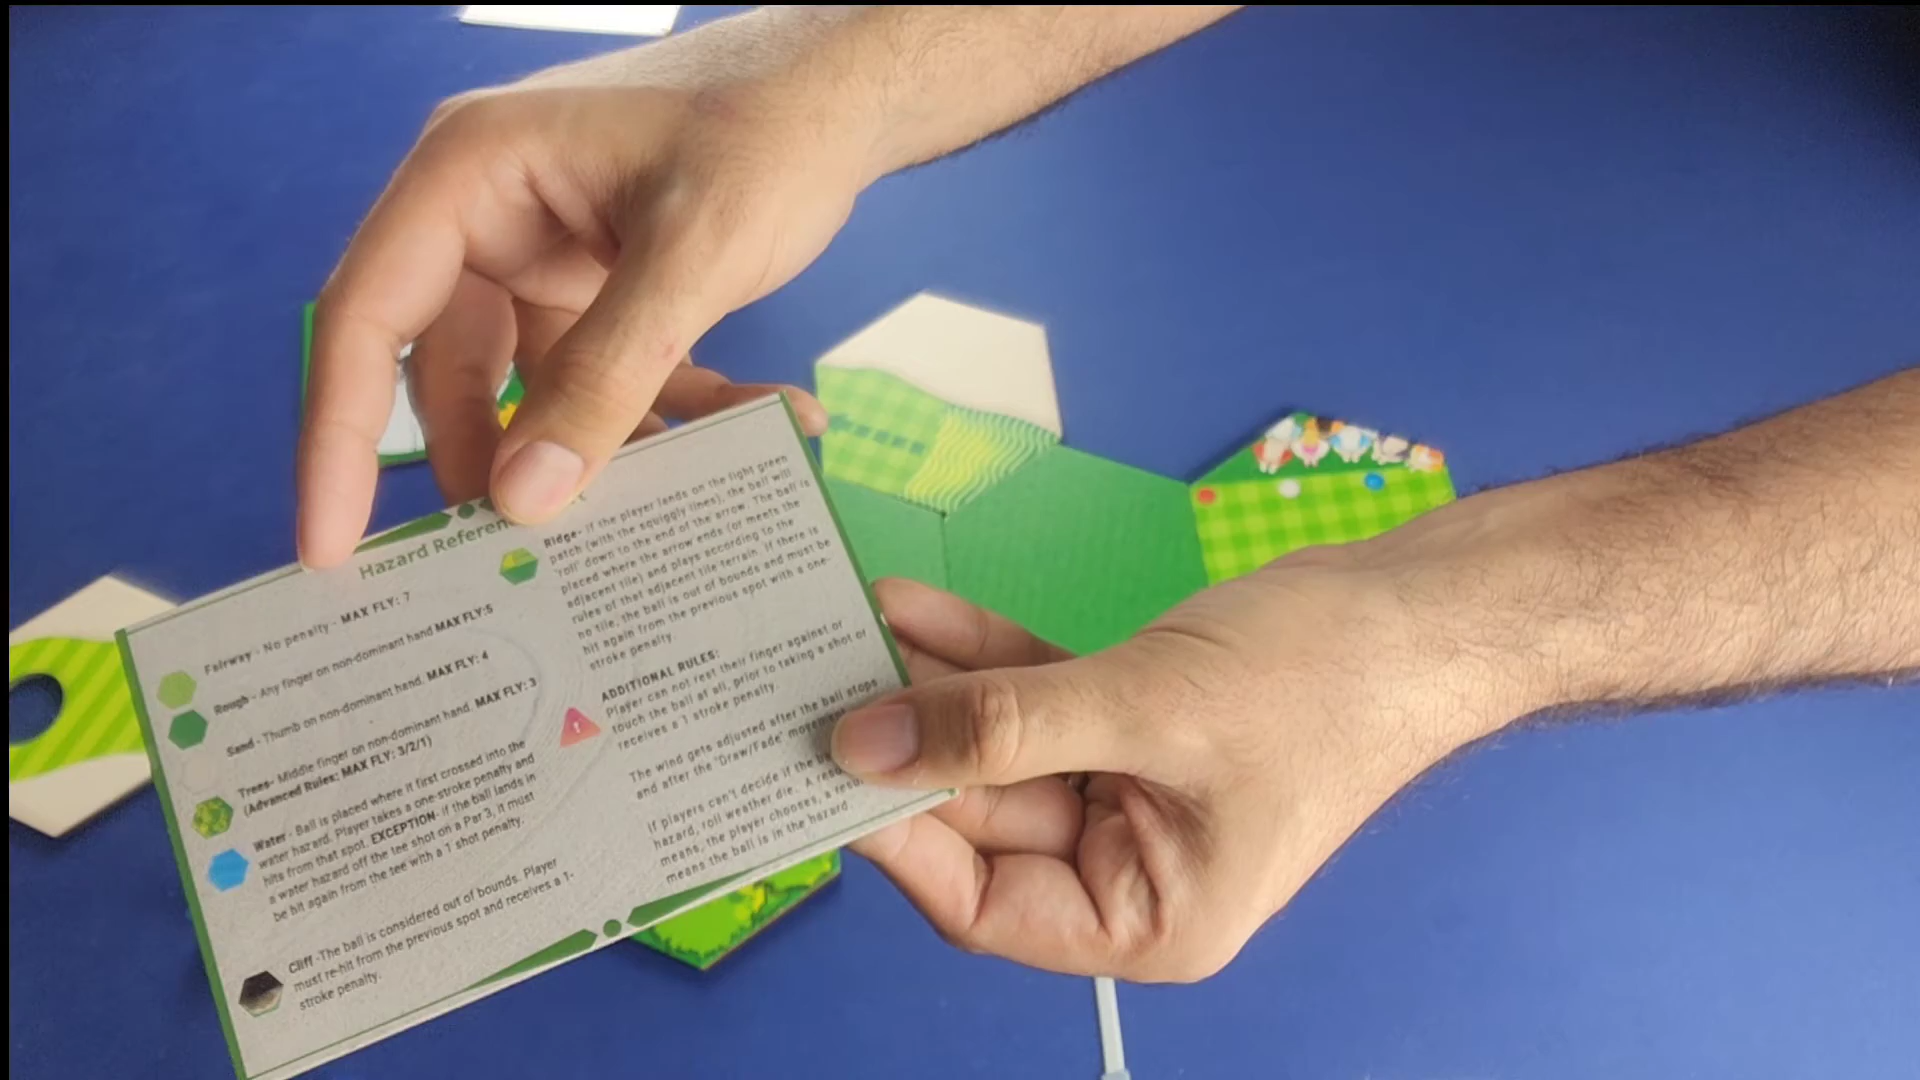 Hazard Referen
Fairway - No penalty - MAX FLY: 7
Rough - Any finger on non-dominant hand MAX FLY:5
Sand - Thumb on non-dominant hand. MAX FLY: 4
Trees- Middle finger on non-dominant hand. MAX FLY: 3
(Advanced Rules: MAX FLY: 3/2/1)
Water - Ball is placed where it first crossed into the
water hazard. Player takes a one-stroke penalty and
hits from that spot. EXCEPTION- if the ball lands in
a water hazard off the tee shot on a Par 3, it must
be hit again from the tee with a 1 shot penalty.
Cliff -The ball is considered out of bounds. Player
must re-hit from the previous spot and receives a 1-
stroke penalty.
Ridge- if the player lands on the light green
patch (with the squiggly lines), the ball will
'roll' down to the end of the arrow. The ball is
placed where the arrow ends (or meets the
adjacent tile) and plays according to the
rules of that adjacent tile terrain. If there is
no tile, the ball is out of bounds and must be
hit again from the previous spot with a one-
stroke penalty.
ADDITIONAL RULES:
Player can not rest their finger against or
touch the ball at all, prior to taking a shot or
receives a 1 stroke penalty.
The wind gets adjusted after the ball stops
and after the 'Draw/Fade' movement
If players can't decide if the
hazard, roll weather die. A
means, the player chooses, a
means the ball is in the hazard.